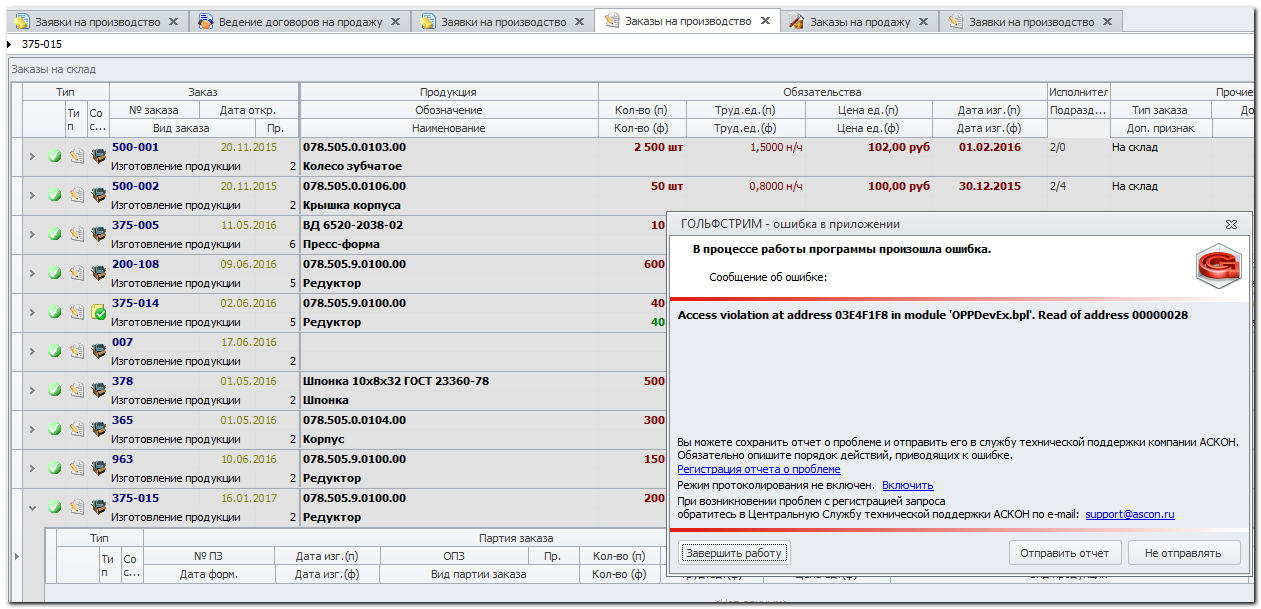 Заявки на производство
Ведение договоров на продажу
Заявки на производство
Заказы на производство
Заказы на продажу
Заявки на производство
375-015
Заказы на склад
Тип Заказ Продукция Обязательства Исполнител Прочие
Ти п Со с... № заказа Дата откр. Обозначение Кол-во (п) Труд.ед.(п) Цена ед.(п) Дата изг.(п) Подразд... Тип заказа До
Вид заказа Пр. Наименование Кол-во (ф) Труд.ед.(ф) Цена ед.(ф) Дата изг.(ф) Доп. признак
500-001 20.11.2015 078.505.0.0103.00 2 500 шт 1,5000 н/ч 102,00 руб 01.02.2016 2/0 На склад
Изготовление продукции 2 Колесо зубчатое
500-002 20.11.2015 078.505.0.0106.00 50 шт 0,8000 н/ч 100,00 руб 30.12.2015 2/4 На склад
Изготовление продукции 2 Крышка корпуса
375-005 11.05.2016 ВД 6520-2038-02 10
Изготовление продукции 6 Пресс-форма
200-108 09.06.2016 078.505.9.0100.00 600
Изготовление продукции 5 Редуктор
375-014 02.06.2016 078.505.9.0100.00 40
Изготовление продукции 5 Редуктор 40
007 17.06.2016
Изготовление продукции 2
378 01.05.2016 Шпонка 10х8х32 ГОСТ 23360-78 500
Изготовление продукции 2 Шпонка
365 01.05.2016 078.505.0.0104.00 300
Изготовление продукции 2 Корпус
963 10.06.2016 078.505.9.0100.00 150
Изготовление продукции 2 Редуктор
375-015 16.01.2017 078.505.9.0100.00 200
Изготовление продукции 2 Редуктор
Тип Партия заказа
Ти п Со с... № ПЗ Дата изг.(п) ОПЗ Пр. Кол-во (п)
Дата форм. Дата изг.(ф) Вид партии заказа Кол-во (ф)
ГОЛЬФСТРИМ - ошибка в приложении
В процессе работы программы произошла ошибка.
Сообщение об ошибке:
Access violation at address 03E4F1F8 in module 'OPPDevEx.bpl'. Read of address 00000028
Вы можете сохранить отчет о проблеме и отправить его в службу технической поддержки компании АСКОН.
Обязательно опишите порядок действий, приводящих к ошибке.
Регистрация отчета о проблеме
Режим протоколирования не включен. Включить
При возникновении проблем с регистрацией запроса
обратитесь в Центральную Службу технической поддержки АСКОН по e-mail: support@ascon.ru
Завершить работу Отправить отчет Не отправлять